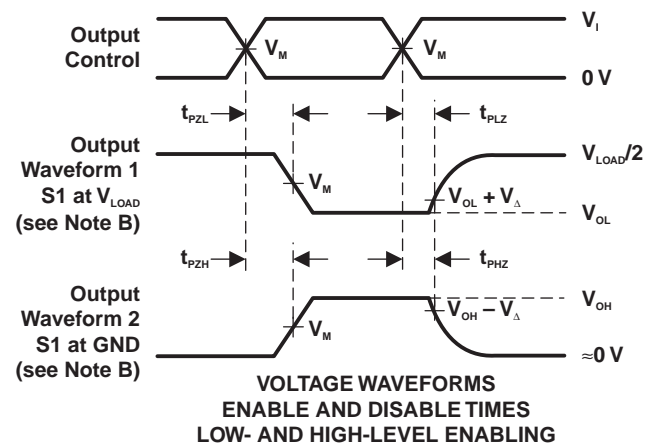 Output
Control
V_M
V_M
V_I
0 V
t_PZL
t_PLZ
Output
Waveform 1
S1 at V_LOAD
(see Note B)
V_M
V_OL + V_Δ
V_LOAD/2
V_OL
t_PZH
t_PHZ
Output
Waveform 2
S1 at GND
(see Note B)
V_M
V_OH – V_Δ
V_OH
≈0 V
VOLTAGE WAVEFORMS
ENABLE AND DISABLE TIMES
LOW- AND HIGH-LEVEL ENABLING